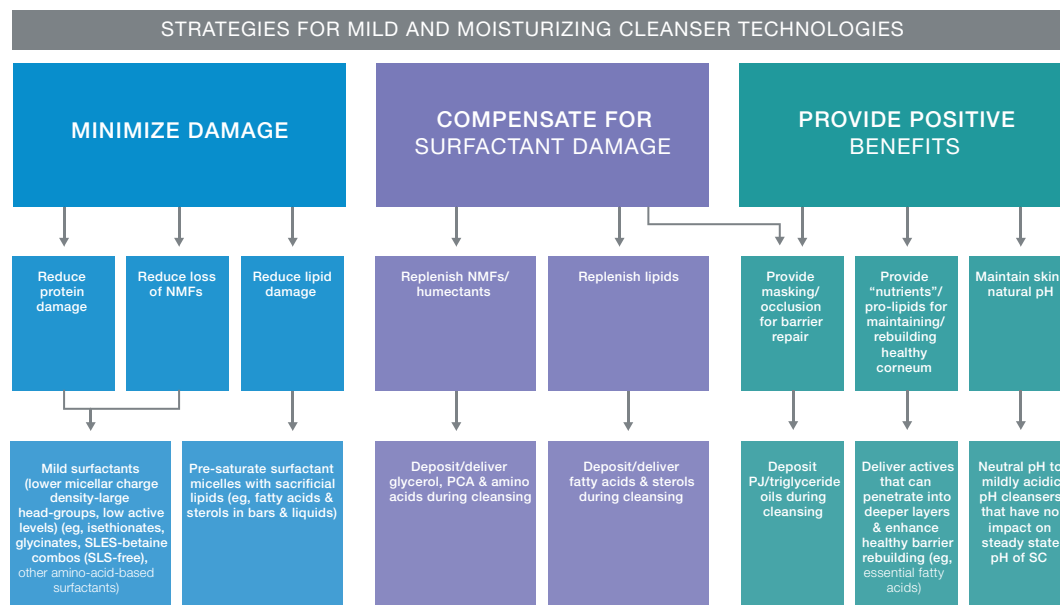 STRATEGIES FOR MILD AND MOISTURIZING CLEANSER TECHNOLOGIES
MINIMIZE DAMAGE
COMPENSATE FOR
SURFACTANT DAMAGE
PROVIDE POSITIVE
BENEFITS
Reduce
protein
damage
Reduce loss
of NMFs
Reduce lipid
damage
Replenish NMFs/
humectants
Replenish lipids
Provide
masking/
occlusion
for barrier
repair
Provide
“nutrients”/
pro-lipids for
maintaining/
rebuilding
healthy
corneum
Maintain skin
natural pH
Mild surfactants
(lower micellar charge
density-large
head-groups, low active
levels) (eg, isethionates,
glycinates, SLES-betaine
combos (SLS-free),
other amino-acid-based
surfactants)
Pre-saturate surfactant
micelles with sacrificial
lipids (eg, fatty acids &
sterols in bars & liquids)
Deposit/deliver
glycerol, PCA & amino
acids during cleansing
Deposit/deliver
fatty acids & sterols
during cleansing
Deposit
PJ/triglyceride
oils during
cleansing
Deliver actives
that can
penetrate into
deeper layers
& enhance
healthy barrier
rebuilding (eg,
essential fatty
acids)
Neutral pH to
mildly acidic
pH cleansers
that have no
impact on
steady state
pH of SC